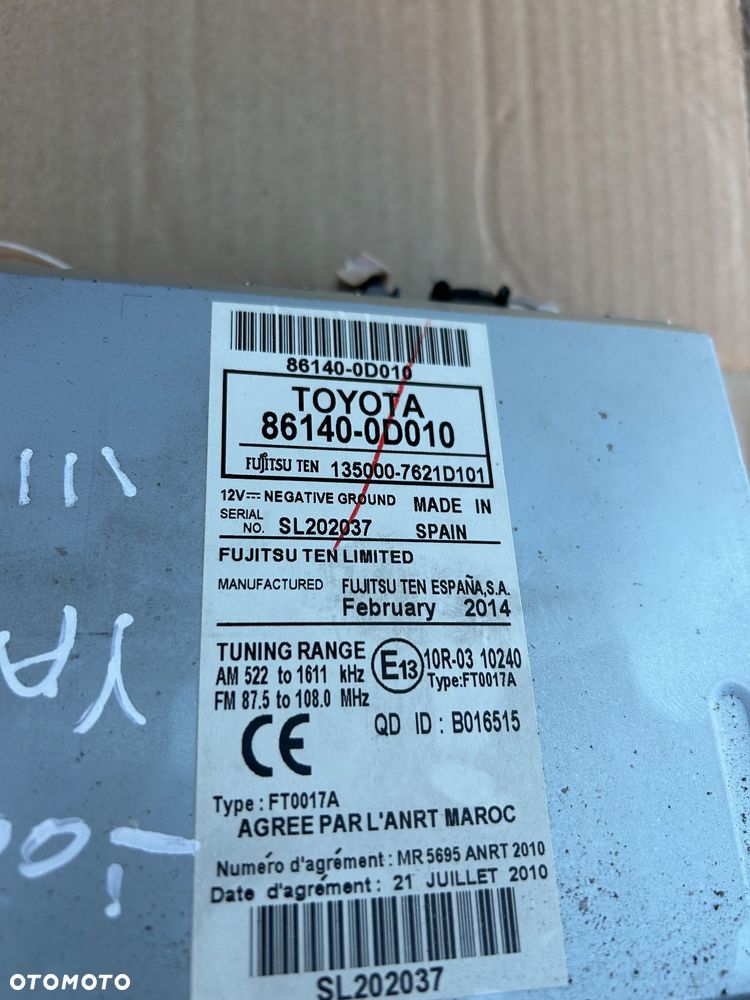 86140-0D010
TOYOTA
86140-0D010
FUJITSU TEN 135000-7621D101
12V⎓ NEGATIVE GROUND MADE IN
SERIAL NO. SL202037 SPAIN
FUJITSU TEN LIMITED
MANUFACTURED FUJITSU TEN ESPAÑA,S.A.
February 2014
TUNING RANGE
AM 522 to 1611 kHz
FM 87.5 to 108.0 MHz
E13 10R-03 10240
Type:FT0017A
QD ID : B016515
CE
Type : FT0017A
AGREE PAR L'ANRT MAROC
Numéro d'agrément : MR 5695 ANRT 2010
Date d'agrément : 21 JUILLET 2010
SL202037
III
YA
OTOMOTO